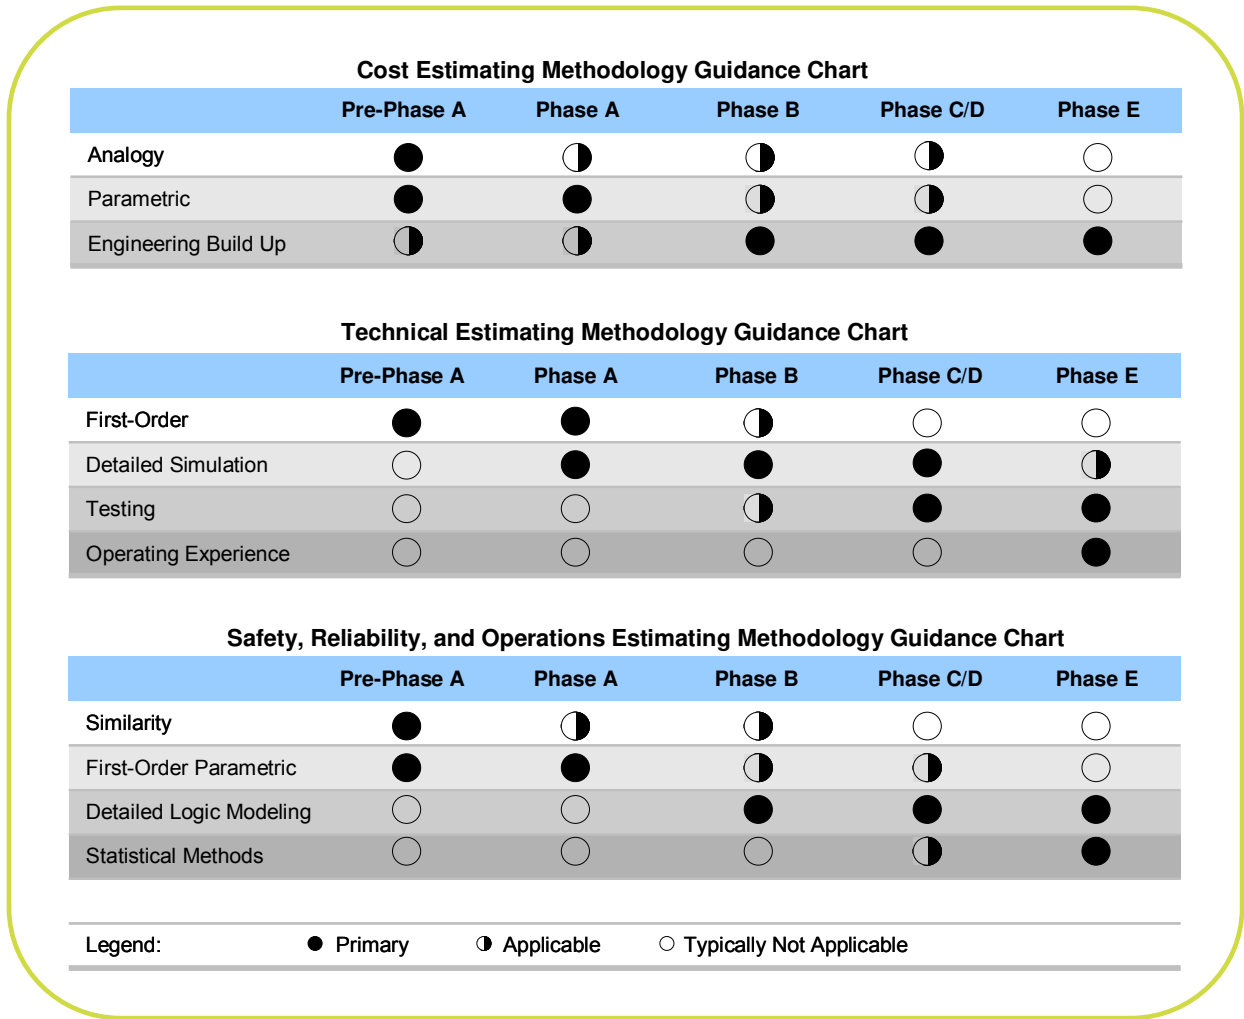 Cost Estimating Methodology Guidance Chart
Pre-Phase A Phase A Phase B Phase C/D Phase E
Analogy
Parametric
Engineering Build Up
Technical Estimating Methodology Guidance Chart
Pre-Phase A Phase A Phase B Phase C/D Phase E
First-Order
Detailed Simulation
Testing
Operating Experience
Safety, Reliability, and Operations Estimating Methodology Guidance Chart
Pre-Phase A Phase A Phase B Phase C/D Phase E
Similarity
First-Order Parametric
Detailed Logic Modeling
Statistical Methods
Legend: Primary Applicable Typically Not Applicable